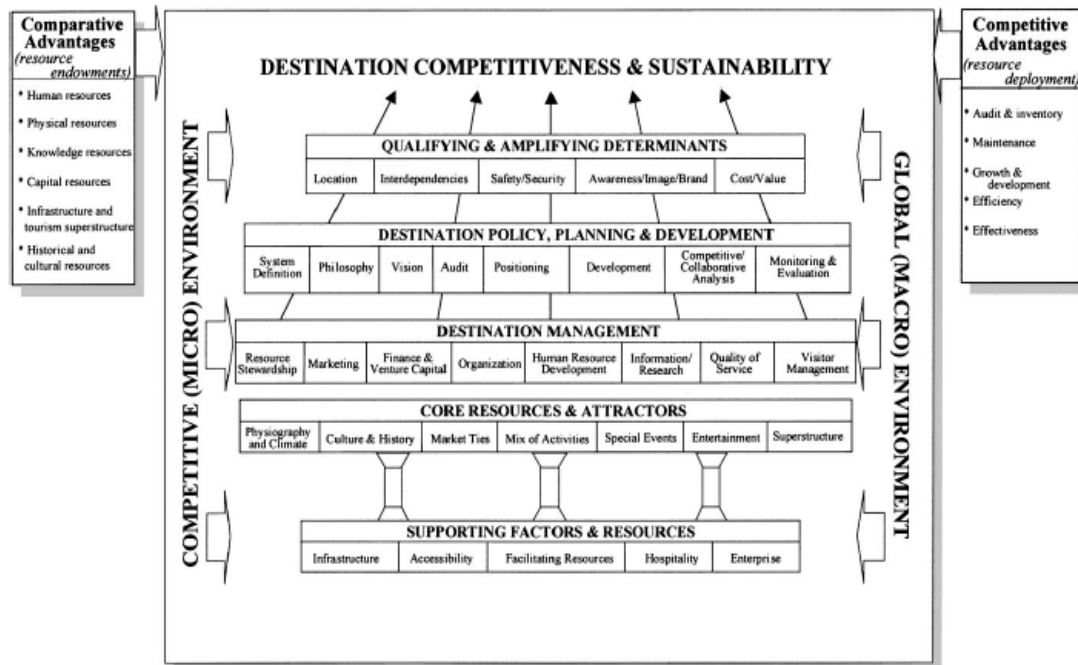 Comparative
Advantages
(resource
endowments)
* Human resources
* Physical resources
* Knowledge resources
* Capital resources
* Infrastructure and
tourism superstructure
* Historical and
cultural resources
COMPETITIVE (MICRO) ENVIRONMENT
DESTINATION COMPETITIVENESS & SUSTAINABILITY
QUALIFYING & AMPLIFYING DETERMINANTS
Location
Interdependencies
Safety/Security
Awareness/Image/Brand
Cost/Value
DESTINATION POLICY, PLANNING & DEVELOPMENT
System
Definition
Philosophy
Vision
Audit
Positioning
Development
Competitive/
Collaborative
Analysis
Monitoring &
Evaluation
DESTINATION MANAGEMENT
Resource
Stewardship
Marketing
Finance &
Venture Capital
Organization
Human Resource
Development
Information/
Research
Quality of
Service
Visitor
Management
CORE RESOURCES & ATTRACTORS
Physiography
and Climate
Culture & History
Market Ties
Mix of Activities
Special Events
Entertainment
Superstructure
SUPPORTING FACTORS & RESOURCES
Infrastructure
Accessibility
Facilitating Resources
Hospitality
Enterprise
GLOBAL (MACRO) ENVIRONMENT
Competitive
Advantages
(resource
deployment)
* Audit & inventory
* Maintenance
* Growth &
development
* Efficiency
* Effectiveness